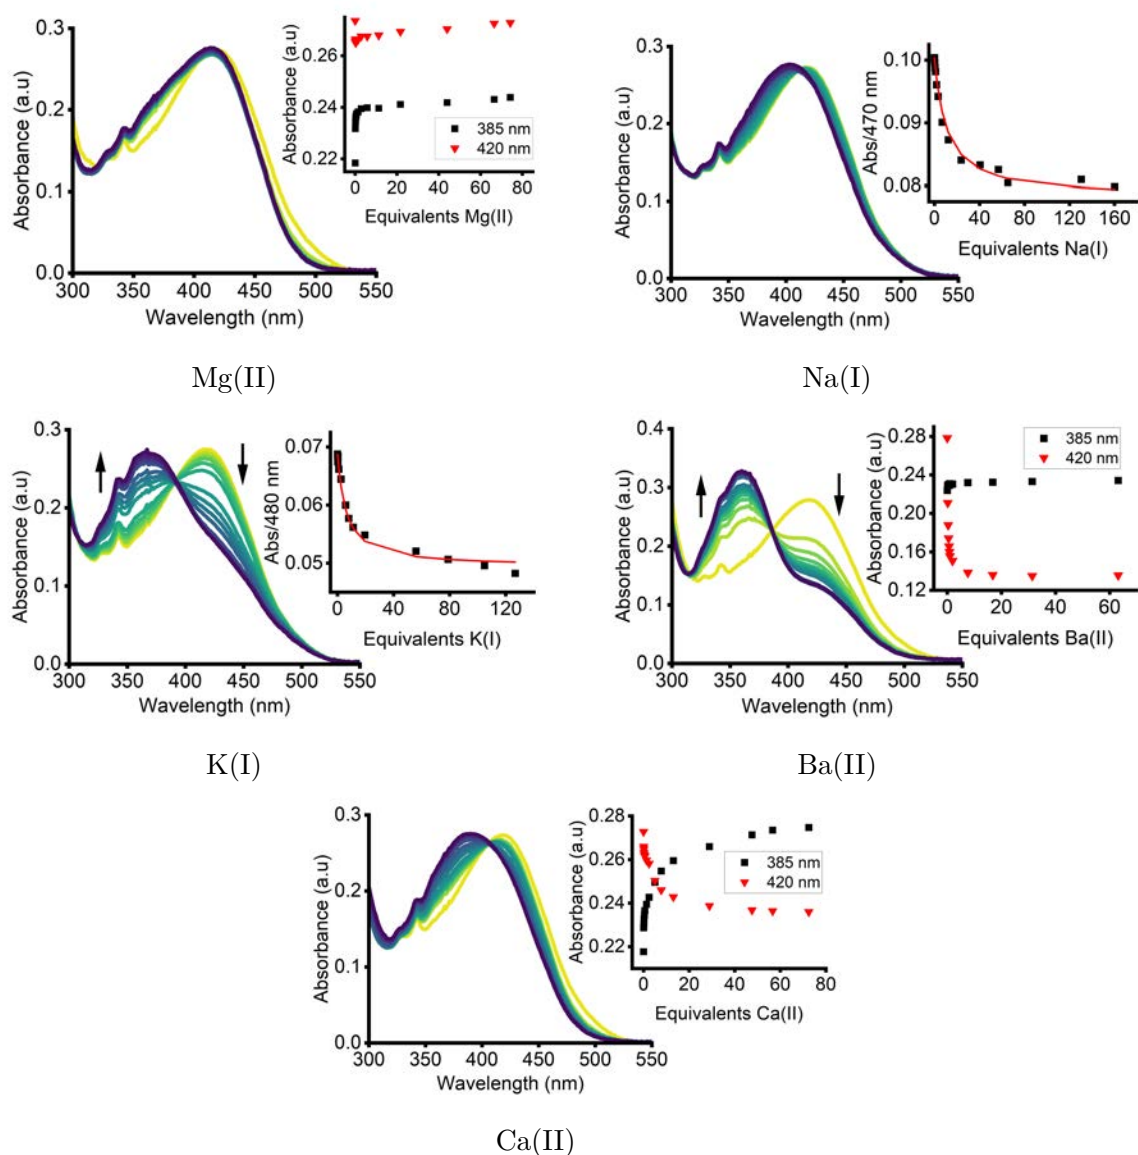 0.3
0.2
0.1
0.0
Absorbance (a.u)
300 350 400 450 500 550
Wavelength (nm)
0.26
0.24
0.22
Absorbance (a.u)
385 nm
420 nm
0 20 40 60 80
Equivalents Mg(II)
Mg(II)
0.3
0.2
0.1
0.0
Absorbance (a.u)
300 350 400 450 500 550
Wavelength (nm)
0.10
0.09
0.08
Abs/470 nm
0 40 80 120 160
Equivalents Na(I)
Na(I)
0.3
0.2
0.1
0.0
Absorbance (a.u)
300 350 400 450 500 550
Wavelength (nm)
0.07
0.06
0.05
Abs/480 nm
0 40 80 120
Equivalents K(I)
K(I)
0.4
0.3
0.2
0.1
0.0
Absorbance (a.u)
300 350 400 450 500 550
Wavelength (nm)
0.28
0.24
0.20
0.16
0.12
Absorbance (a.u)
385 nm
420 nm
0 20 40 60
Equivalents Ba(II)
Ba(II)
0.3
0.2
0.1
0.0
Absorbance (a.u)
300 350 400 450 500 550
Wavelength (nm)
0.28
0.26
0.24
0.22
Absorbance (a.u)
385 nm
420 nm
0 20 40 60 80
Equivalents Ca(II)
Ca(II)